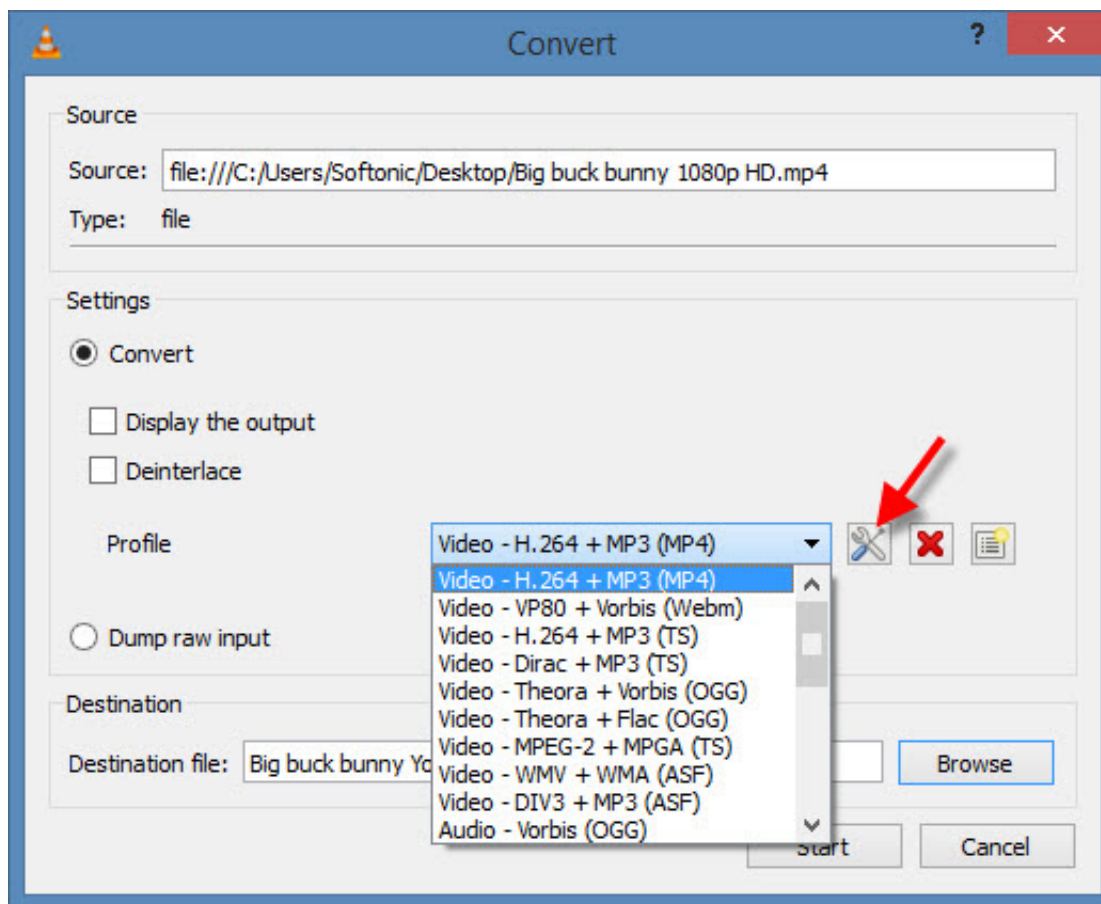 Convert
?
Source
Source: file:///C:/Users/Softonic/Desktop/Big buck bunny 1080p HD.mp4
Type: file
Settings
Convert
Display the output
Deinterlace
Profile Video - H.264 + MP3 (MP4)
Video - H.264 + MP3 (MP4)
Video - VP80 + Vorbis (Webm)
Video - H.264 + MP3 (TS)
Dump raw input
Video - Dirac + MP3 (TS)
Video - Theora + Vorbis (OGG)
Video - Theora + Flac (OGG)
Video - MPEG-2 + MPGA (TS)
Video - WMV + WMA (ASF)
Video - DIV3 + MP3 (ASF)
Audio - Vorbis (OGG)
Destination
Destination file: Big buck bunny Yo
Browse
Start Cancel